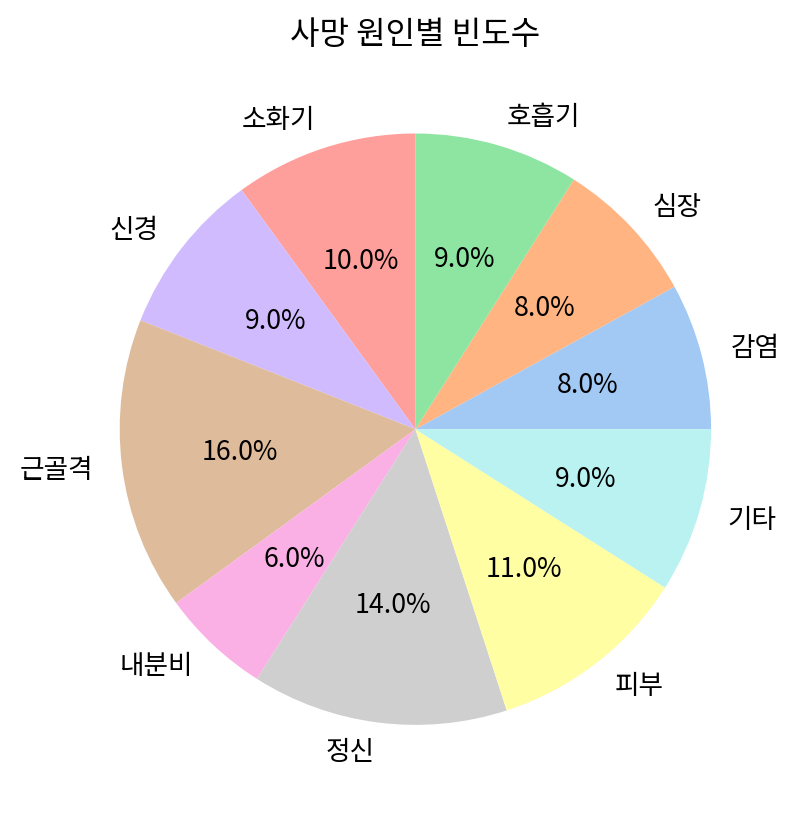 사망 원인별 빈도수
호흡기
소화기
심장
신경
9.0%
10.0%
8.0%
9.0%
감염
8.0%
16.0%
근골격
9.0%
기타
6.0%
11.0%
14.0%
내분비
피부
정신